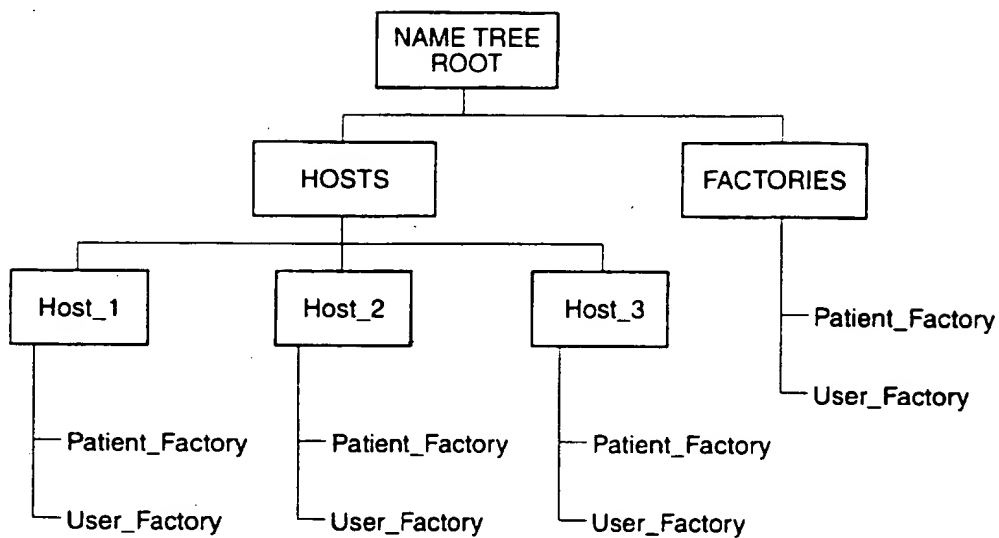 NAME TREE
ROOT
HOSTS
FACTORIES
Host_1
Host_2
Host_3
Patient_Factory
User_Factory
Patient_Factory
User_Factory
Patient_Factory
User_Factory
Patient_Factory
User_Factory